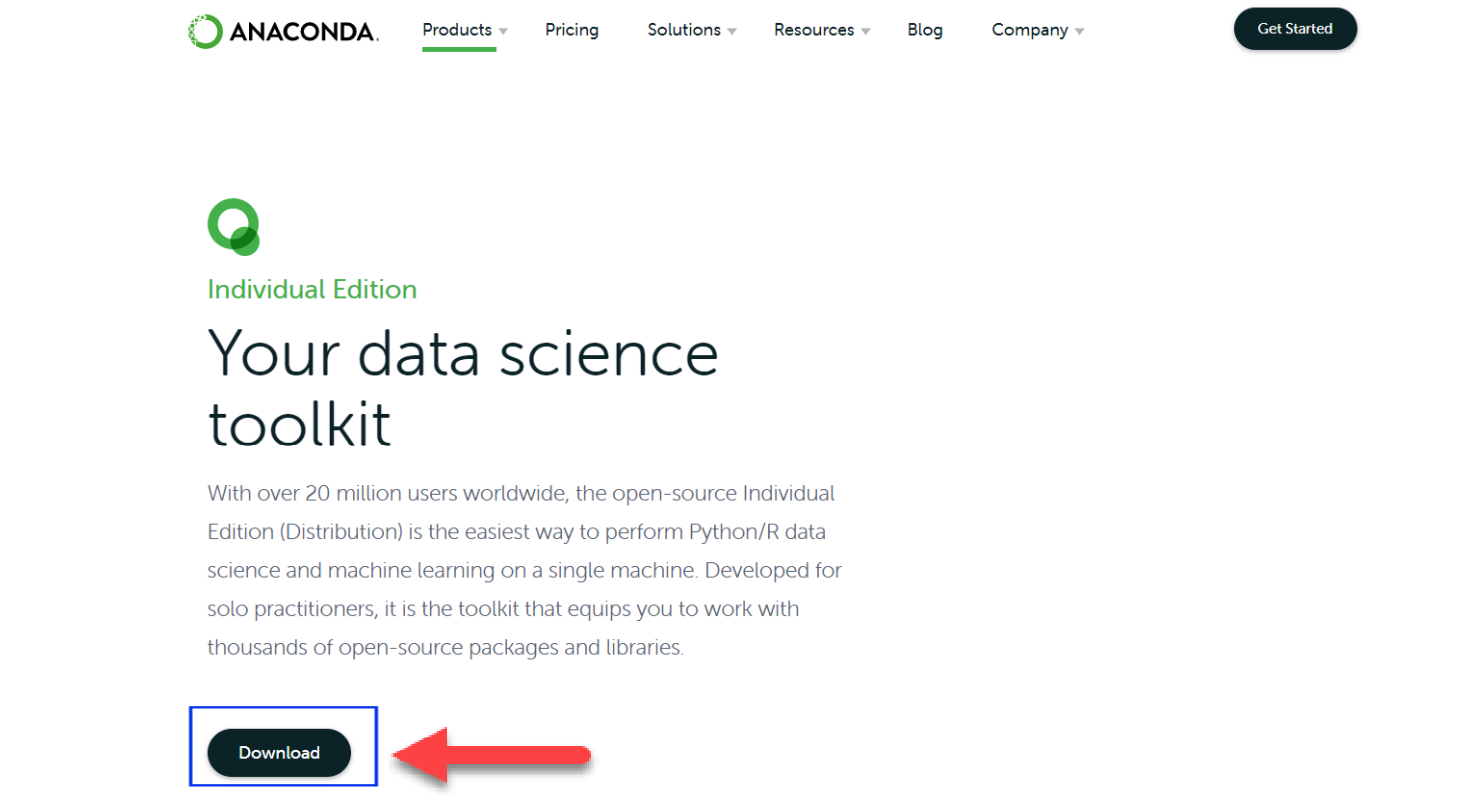 ANACONDA.
Products
Pricing
Solutions
Resources
Blog
Company
Get Started
Individual Edition
Your data science
toolkit
With over 20 million users worldwide, the open-source Individual
Edition (Distribution) is the easiest way to perform Python/R data
science and machine learning on a single machine. Developed for
solo practitioners, it is the toolkit that equips you to work with
thousands of open-source packages and libraries.
Download